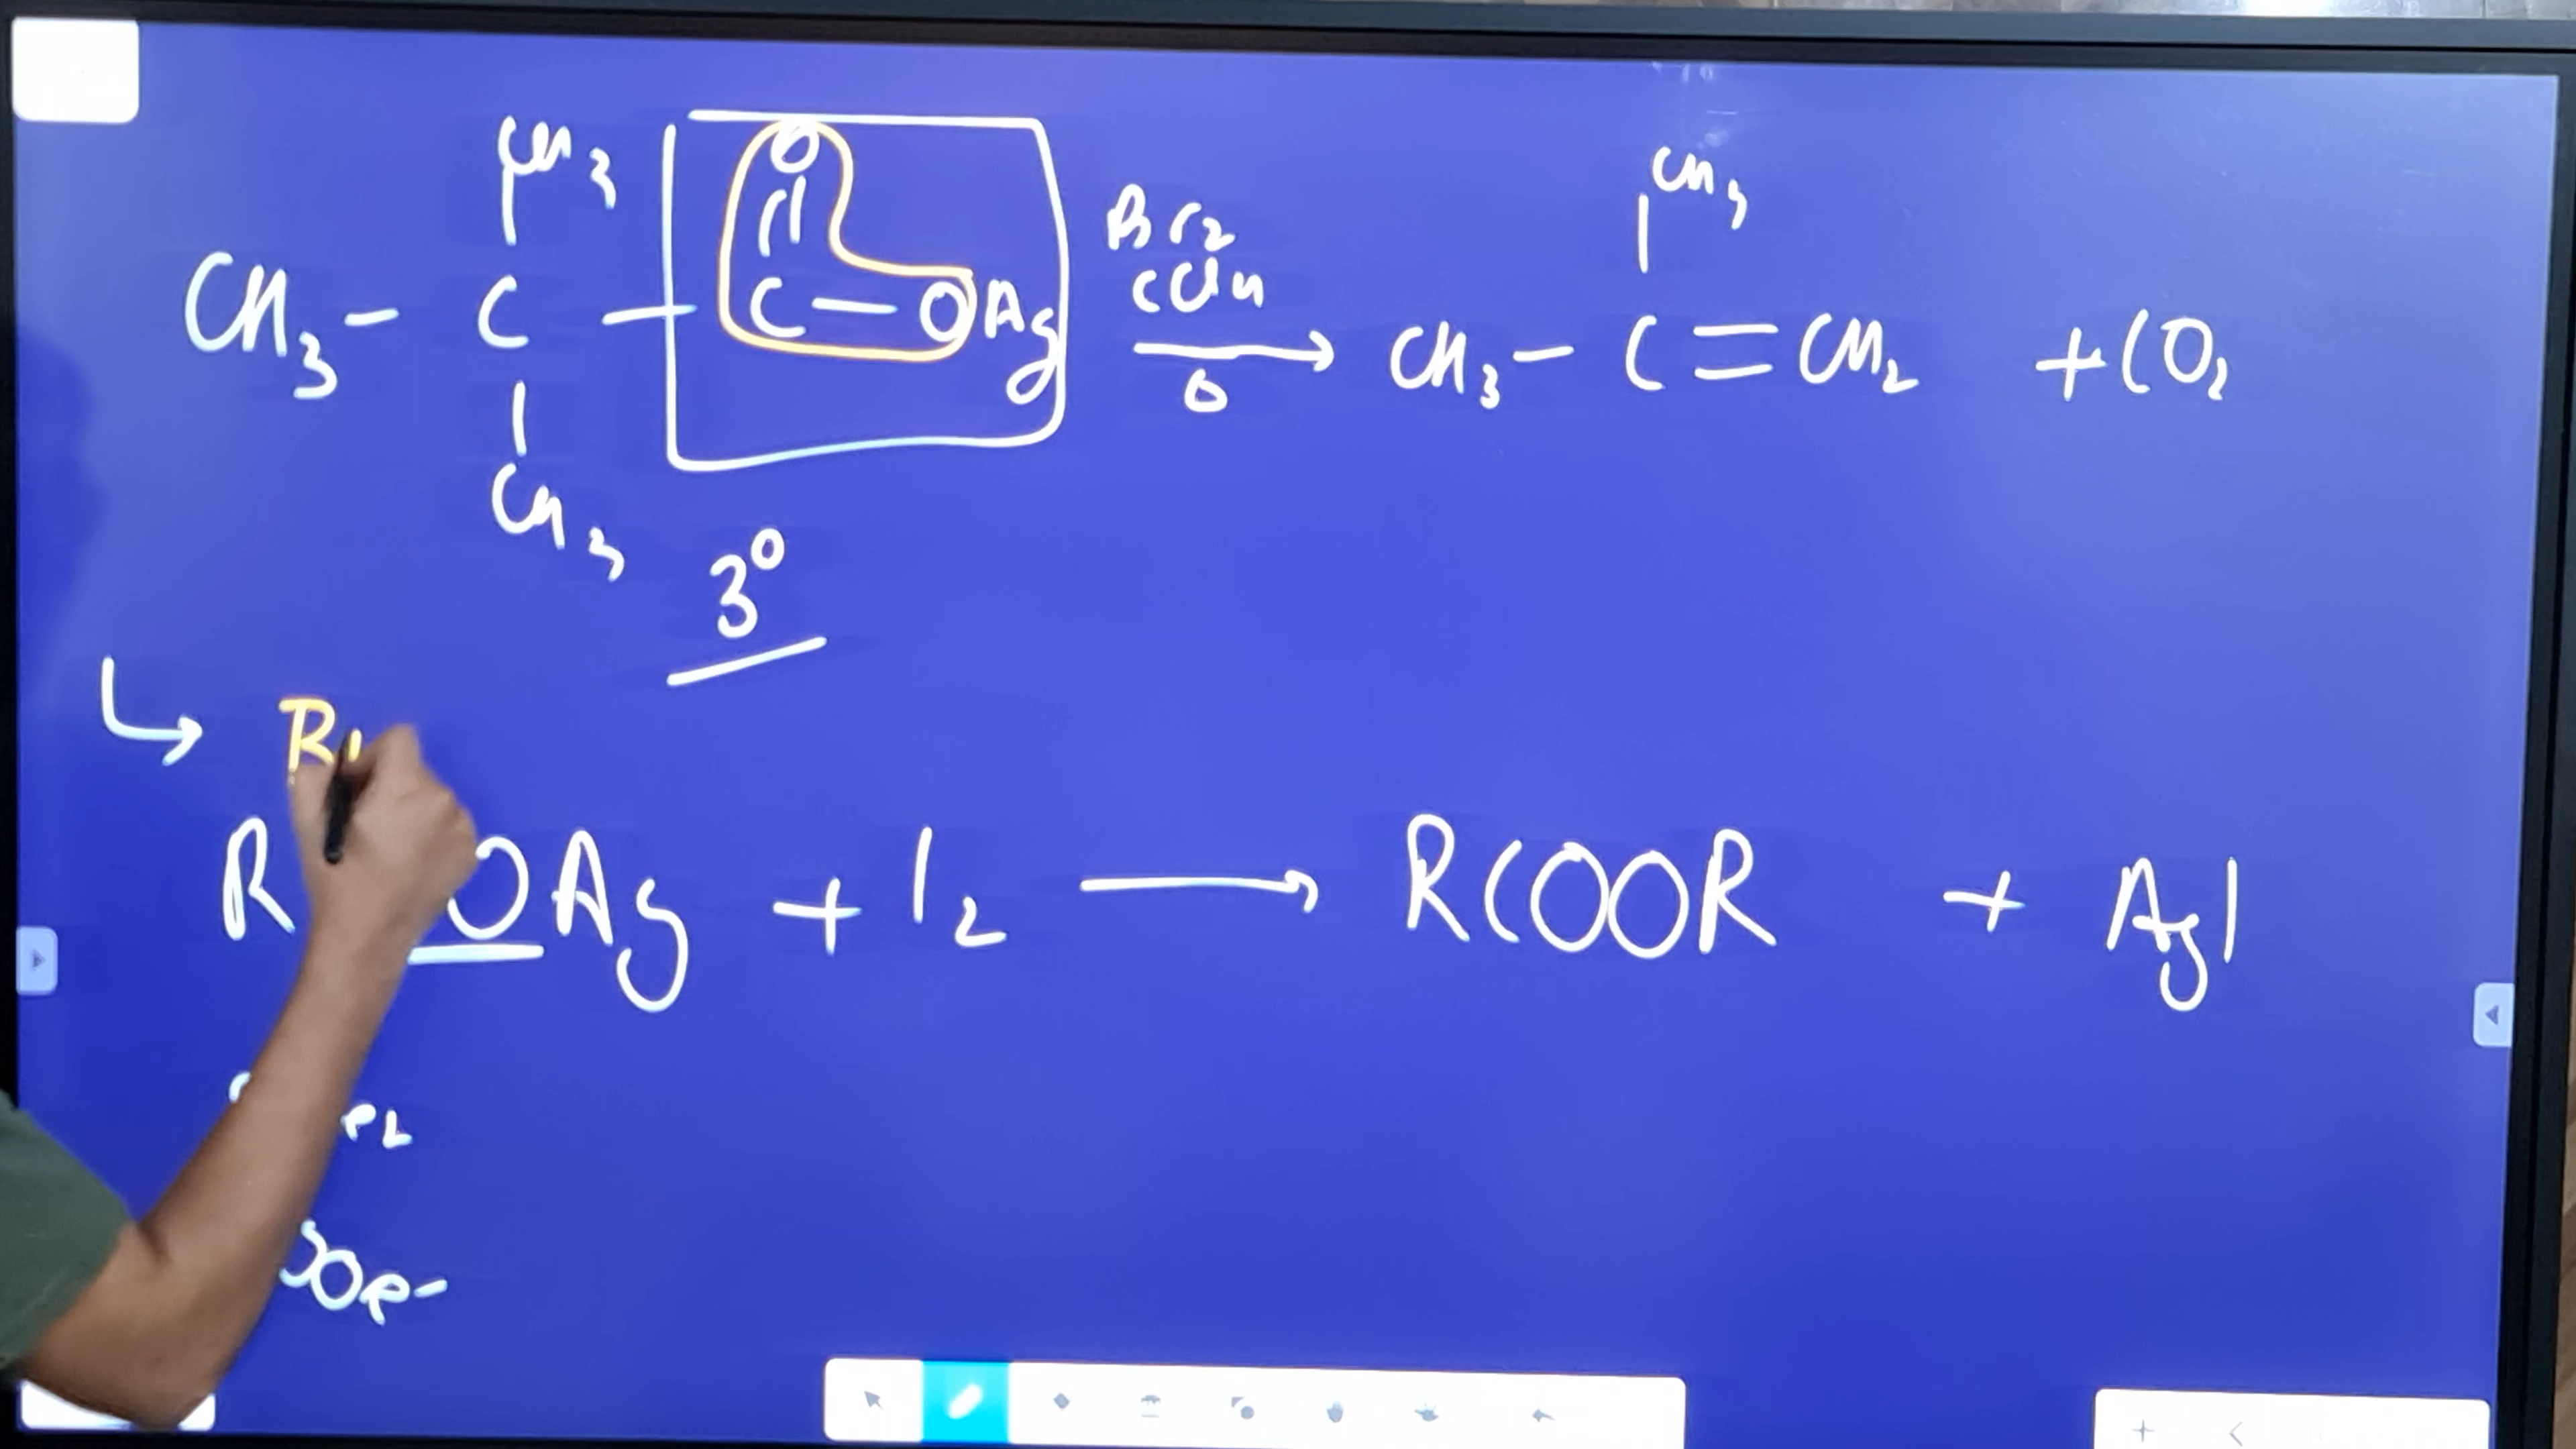 CH3 CH3
O
||
CH3 - C - C - OAg Br2 CCl4 Δ → CH3 - C = CH2 + CO2
CH3
3°
R OAg + I2 → RCOOR + AgI